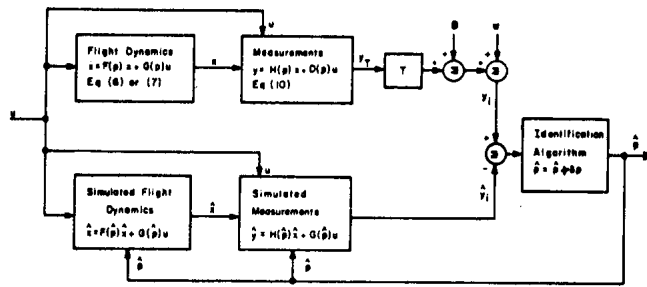 u
Flight Dynamics
ẋ=F(p)x+G(p)u
Eq (6) or (7)
x
Measurements
y=H(p)x+D(p)u
Eq (10)
y_T
T
B
w
+
+
Σ
+
+
Σ
y_i
+
Σ
-
ŷ_i
Identification
Algorithm
p̂ = p̂+δp
p̂
u
u
Simulated Flight
Dynamics
x̂=F(p̂)x̂+G(p̂)u
x̂
Simulated
Measurements
ŷ=H(p̂)x̂+G(p̂)u
p̂
p̂